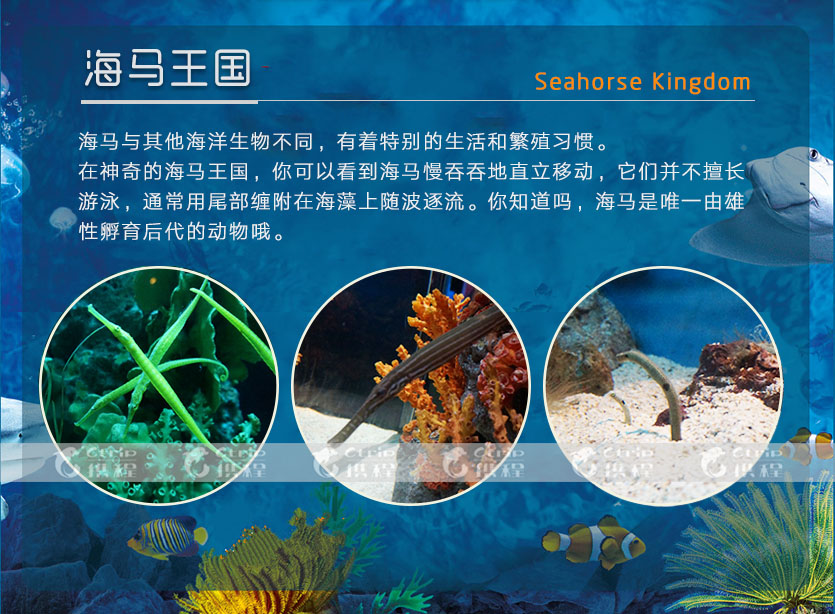 海马王国
Seahorse Kingdom
海马与其他海洋生物不同，有着特别的生活和繁殖习惯。
在神奇的海马王国，你可以看到海马慢吞吞地直立移动，它们并不擅长
游泳，通常用尾部缠附在海藻上随波逐流。你知道吗，海马是唯一由雄
性孵育后代的动物哦。
Ctrip Ctrip Ctrip Ctrip Ctrip Ctrip
携程 携程 携程 携程 携程 携程